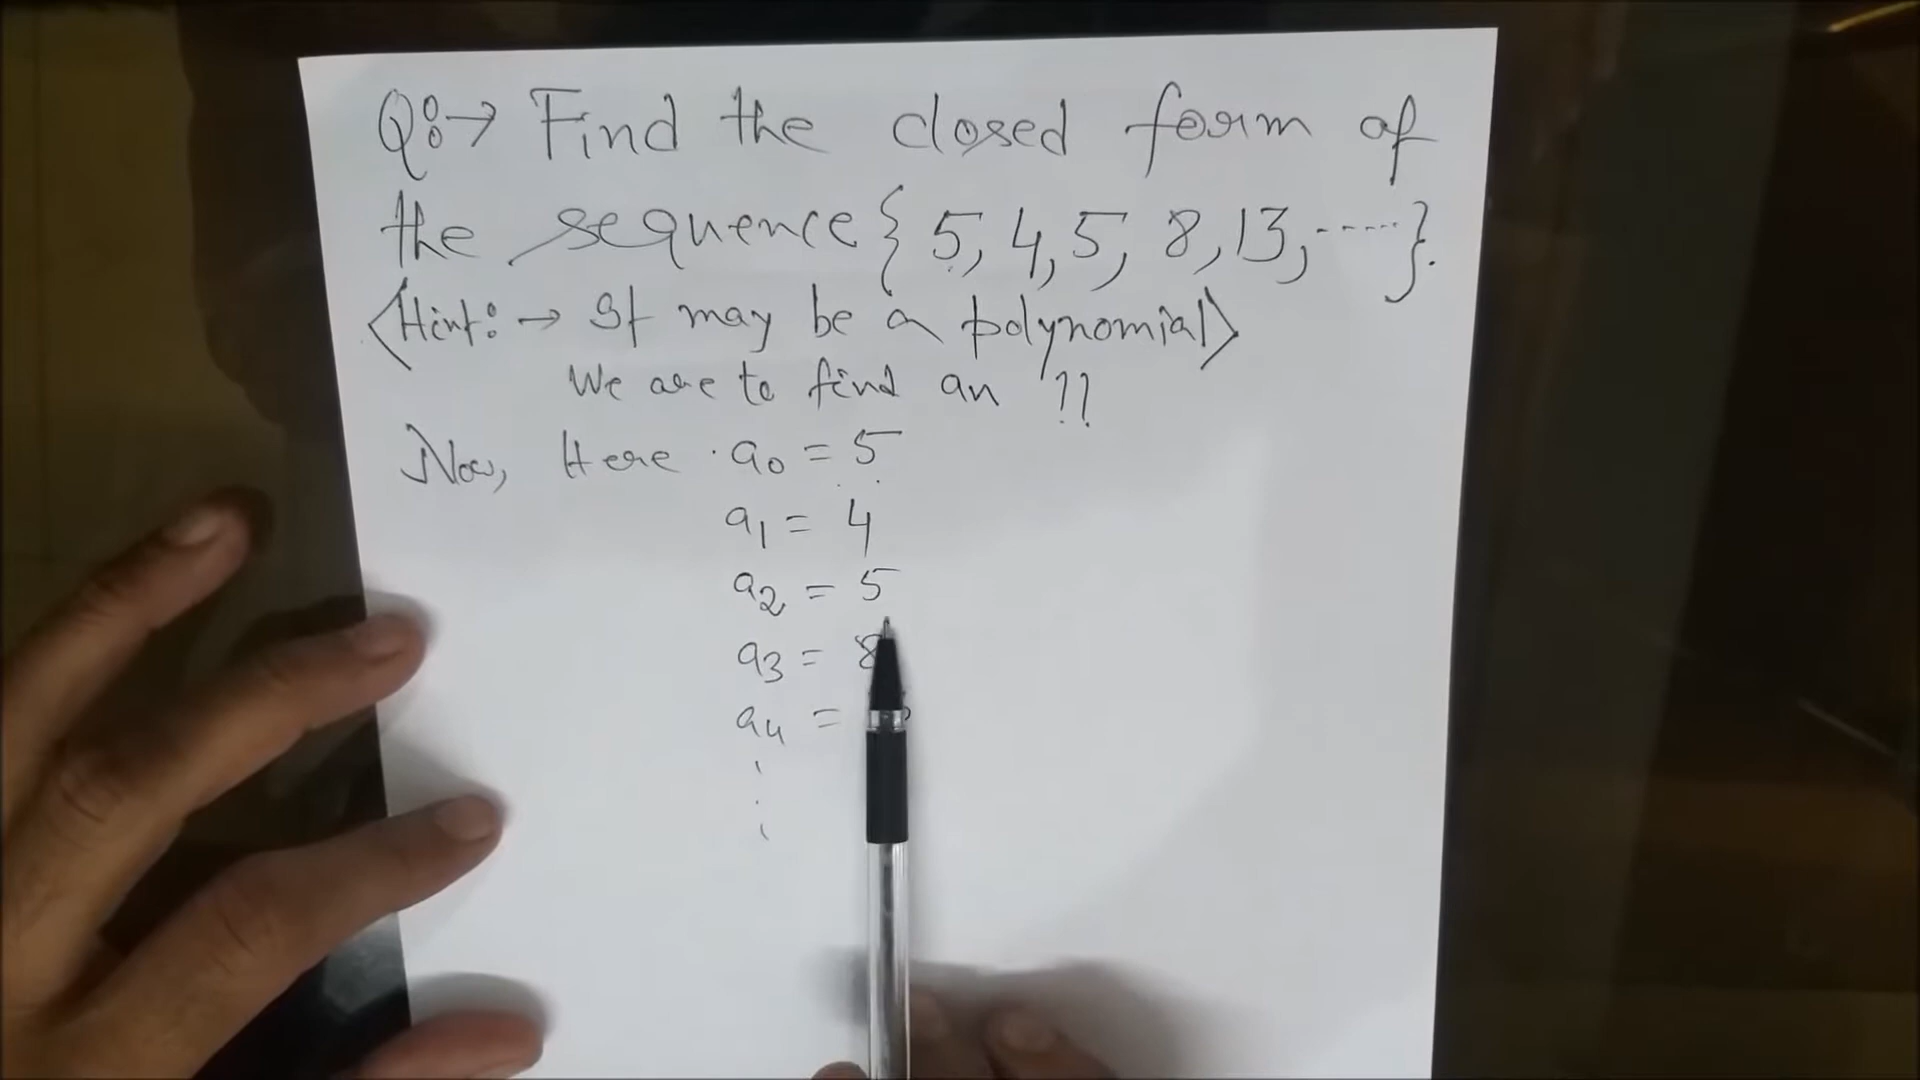 Q:→ Find the closed form of
the sequence {5, 4, 5, 8, 13, ----}.
<Hint:→ It may be a polynomial>
We are to find an ??
Now, Here a0 = 5
a1 = 4
a2 = 5
a3 = 8
a4 =